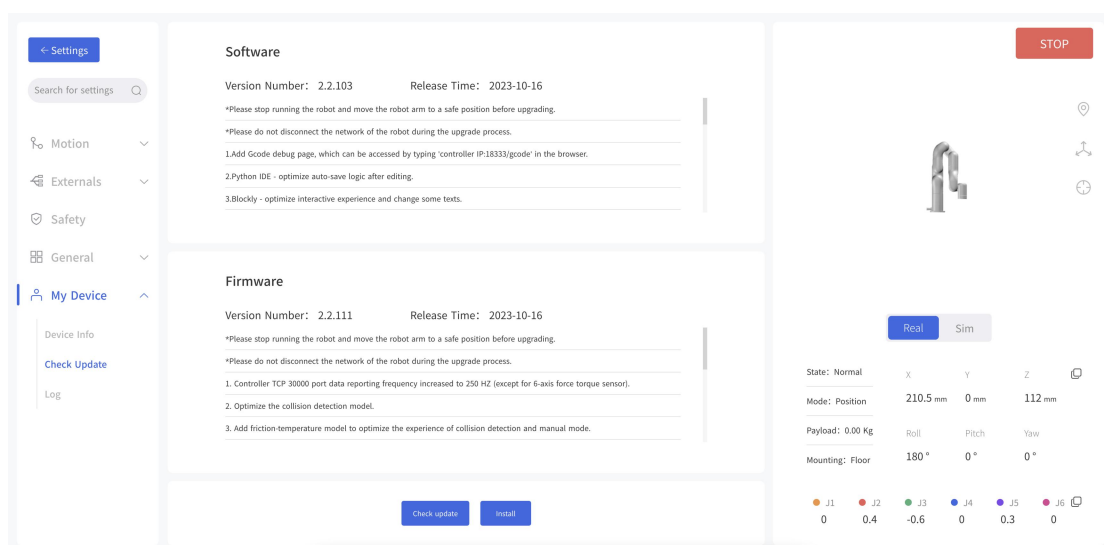 ← Settings
Search for settings
Motion
Externals
Safety
General
My Device
Device Info
Check Update
Log
Software
Version Number： 2.2.103 Release Time： 2023-10-16
*Please stop running the robot and move the robot arm to a safe position before upgrading.
*Please do not disconnect the network of the robot during the upgrade process.
1.Add Gcode debug page, which can be accessed by typing 'controller IP:18333/gcode' in the browser.
2.Python IDE - optimize auto-save logic after editing.
3.Blockly - optimize interactive experience and change some texts.
Firmware
Version Number： 2.2.111 Release Time： 2023-10-16
*Please stop running the robot and move the robot arm to a safe position before upgrading.
*Please do not disconnect the network of the robot during the upgrade process.
1. Controller TCP 30000 port data reporting frequency increased to 250 HZ (except for 6-axis force torque sensor).
2. Optimize the collision detection model.
3. Add friction-temperature model to optimize the experience of collision detection and manual mode.
Check update Install
STOP
Real Sim
State： Normal
Mode： Position
Payload： 0.00 Kg
Mounting： Floor
X Y Z
210.5 mm 0 mm 112 mm
Roll Pitch Yaw
180 ° 0 ° 0 °
J1 J2 J3 J4 J5 J6
0 0.4 -0.6 0 0.3 0